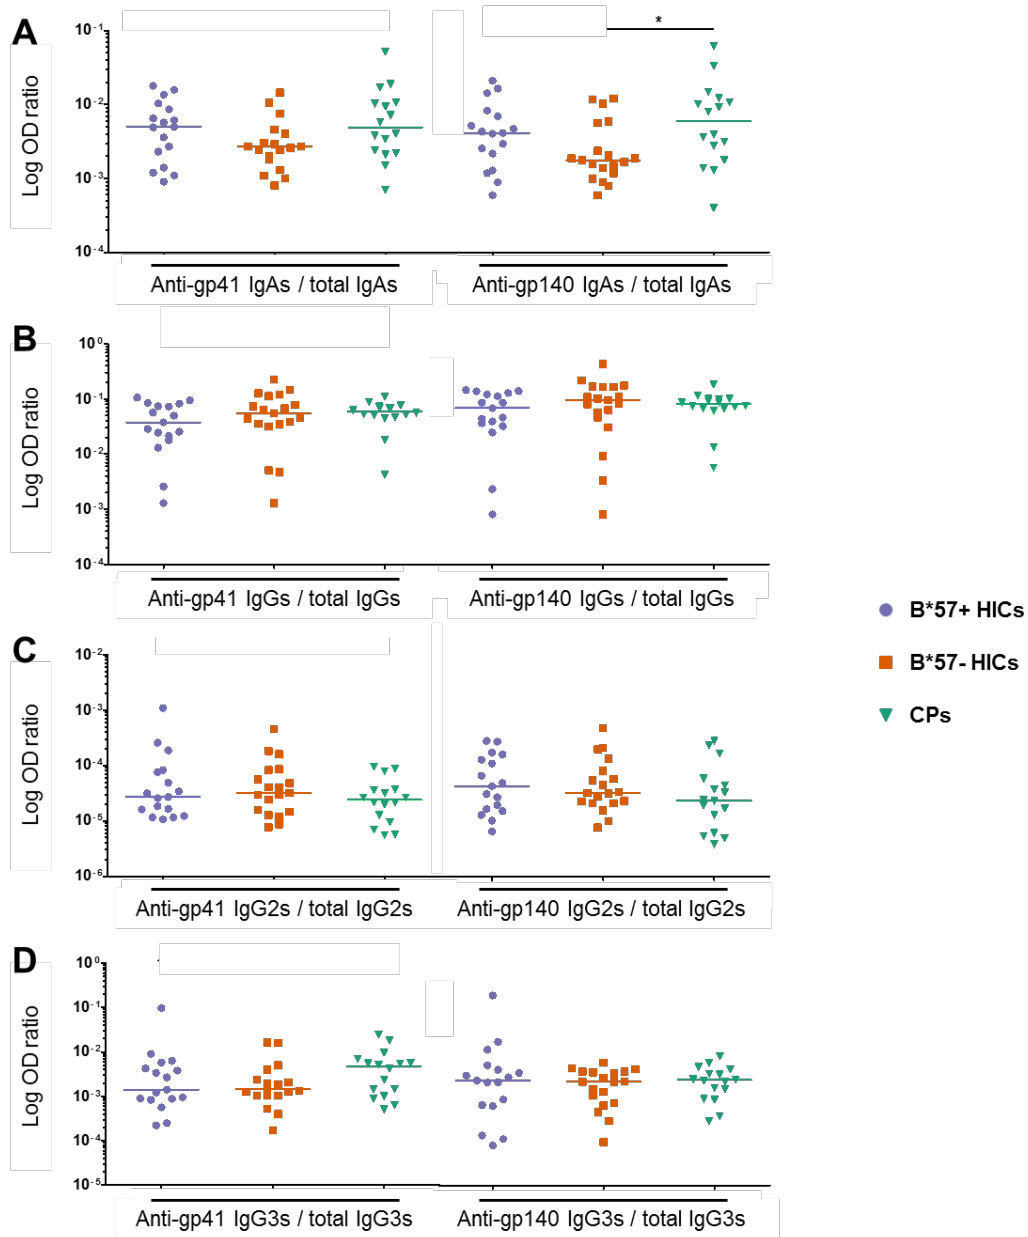 A
*
Log OD ratio
10-1
10-2
10-3
10-4
Anti-gp41 IgAs / total IgAs
Anti-gp140 IgAs / total IgAs
B
Log OD ratio
100
10-1
10-2
10-3
10-4
Anti-gp41 IgGs / total IgGs
Anti-gp140 IgGs / total IgGs
B*57+ HICs
B*57- HICs
CPs
C
Log OD ratio
10-2
10-3
10-4
10-5
10-6
Anti-gp41 IgG2s / total IgG2s
Anti-gp140 IgG2s / total IgG2s
D
Log OD ratio
100
10-1
10-2
10-3
10-4
10-5
Anti-gp41 IgG3s / total IgG3s
Anti-gp140 IgG3s / total IgG3s